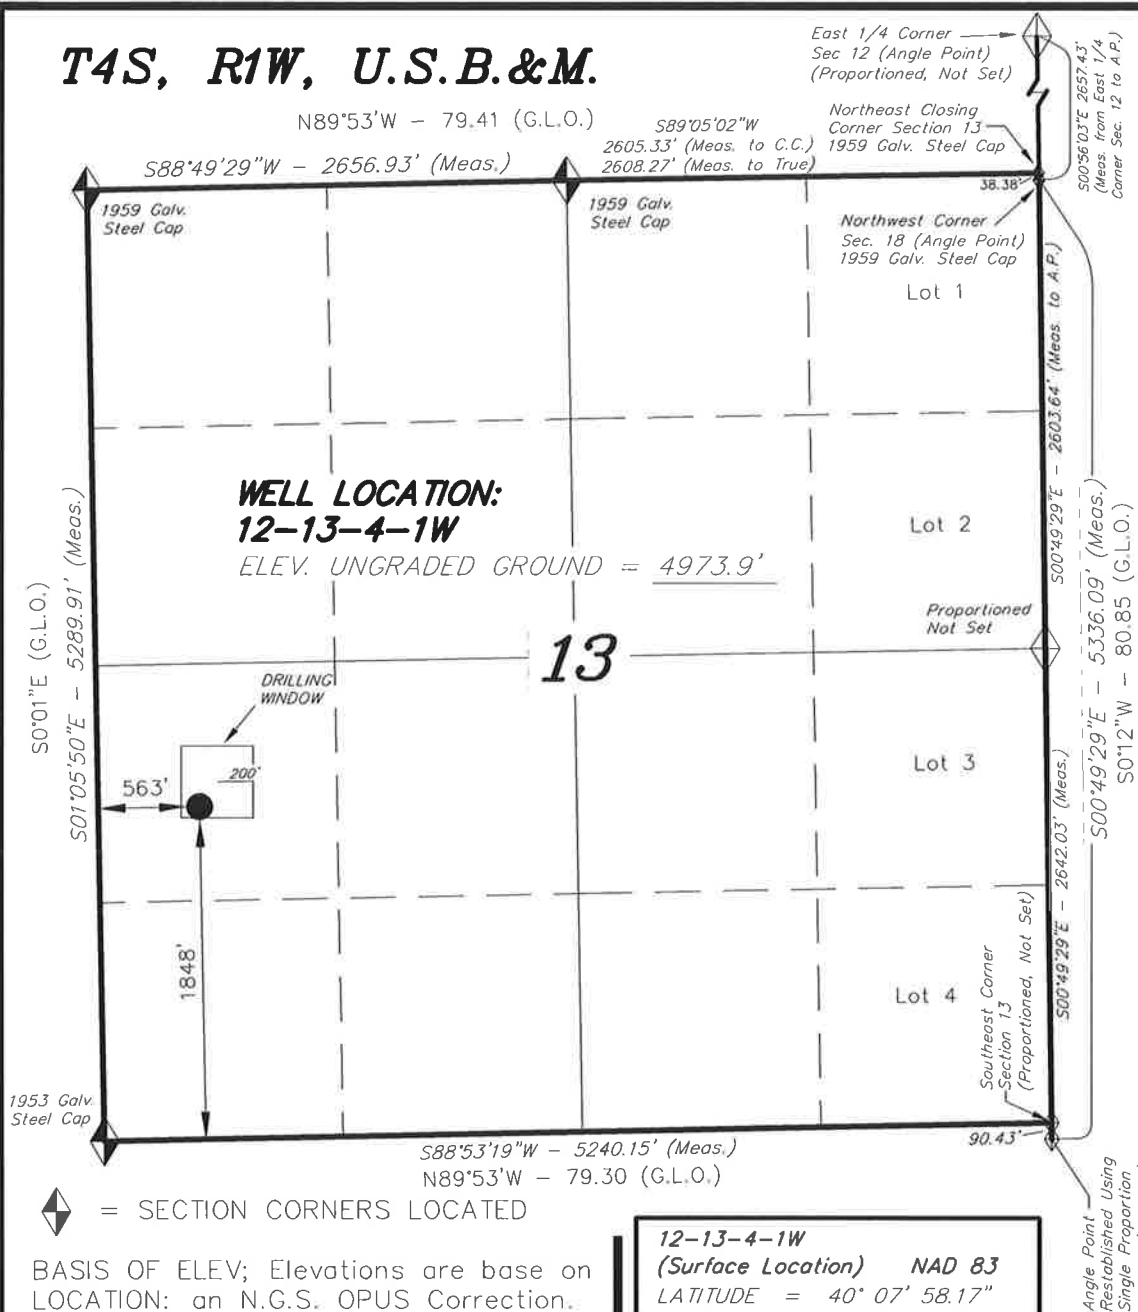 T4S, R1W, U.S.B.&M.
N89°53'W - 79.41 (G.L.O.)
S88°49'29"W - 2656.93' (Meas.)
S89°05'02"W
2605.33' (Meas. to C.C.)
2608.27' (Meas. to True)
East 1/4 Corner
Sec 12 (Angle Point)
(Proportioned, Not Set)
Northeast Closing
Corner Section 13
1959 Galv. Steel Cap
S00°56'03"E 2657.43'
(Meas. from East 1/4
Corner Sec. 12 to A.P.)
38.38'
1959 Galv.
Steel Cap
1959 Galv.
Steel Cap
Northwest Corner
Sec. 18 (Angle Point)
1959 Galv. Steel Cap
Lot 1
S00°49'29"E - 2603.64' (Meas. to A.P.)
WELL LOCATION:
12-13-4-1W
ELEV. UNGRADED GROUND = 4973.9'
Lot 2
Proportioned
Not Set
13
S0°01"E (G.L.O.)
S01°05'50"E - 5289.91' (Meas.)
S00°49'29"E - 5336.09' (Meas.)
S0°12"W - 80.85 (G.L.O.)
DRILLING
WINDOW
200'
563'
Lot 3
S00°49'29"E - 2642.03' (Meas.)
1848'
Lot 4
Southeast Corner
Section 13
(Proportioned, Not Set)
1953 Galv.
Steel Cap
90.43'
S88°53'19"W - 5240.15' (Meas.)
N89°53'W - 79.30 (G.L.O.)
Angle Point
Restablished Using
Single Proportion
= SECTION CORNERS LOCATED
BASIS OF ELEV; Elevations are base on
LOCATION: an N.G.S. OPUS Correction.
12-13-4-1W
(Surface Location) NAD 83
LATITUDE = 40° 07' 58.17"